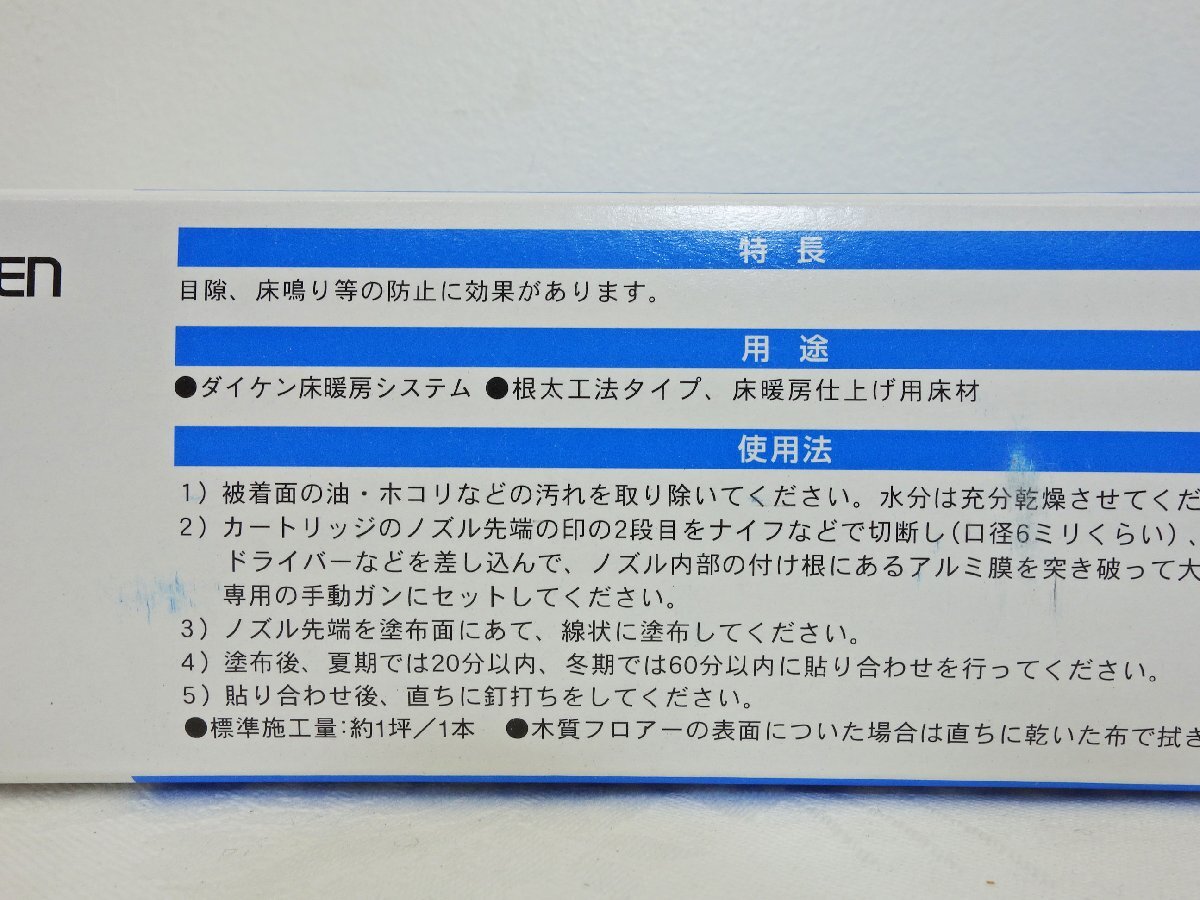 EN
特長
目隙、床鳴り等の防止に効果があります。
用途
●ダイケン床暖房システム ●根太工法タイプ、床暖房仕上げ用床材
使用法
1）被着面の油・ホコリなどの汚れを取り除いてください。水分は充分乾燥させてくだ
2）カートリッジのノズル先端の印の2段目をナイフなどで切断し（口径6ミリくらい）、
ドライバーなどを差し込んで、ノズル内部の付け根にあるアルミ膜を突き破って大
専用の手動ガンにセットしてください。
3）ノズル先端を塗布面にあて、線状に塗布してください。
4）塗布後、夏期では20分以内、冬期では60分以内に貼り合わせを行ってください。
5）貼り合わせ後、直ちに釘打ちをしてください。
●標準施工量：約1坪／1本 ●木質フロアーの表面についた場合は直ちに乾いた布で拭き